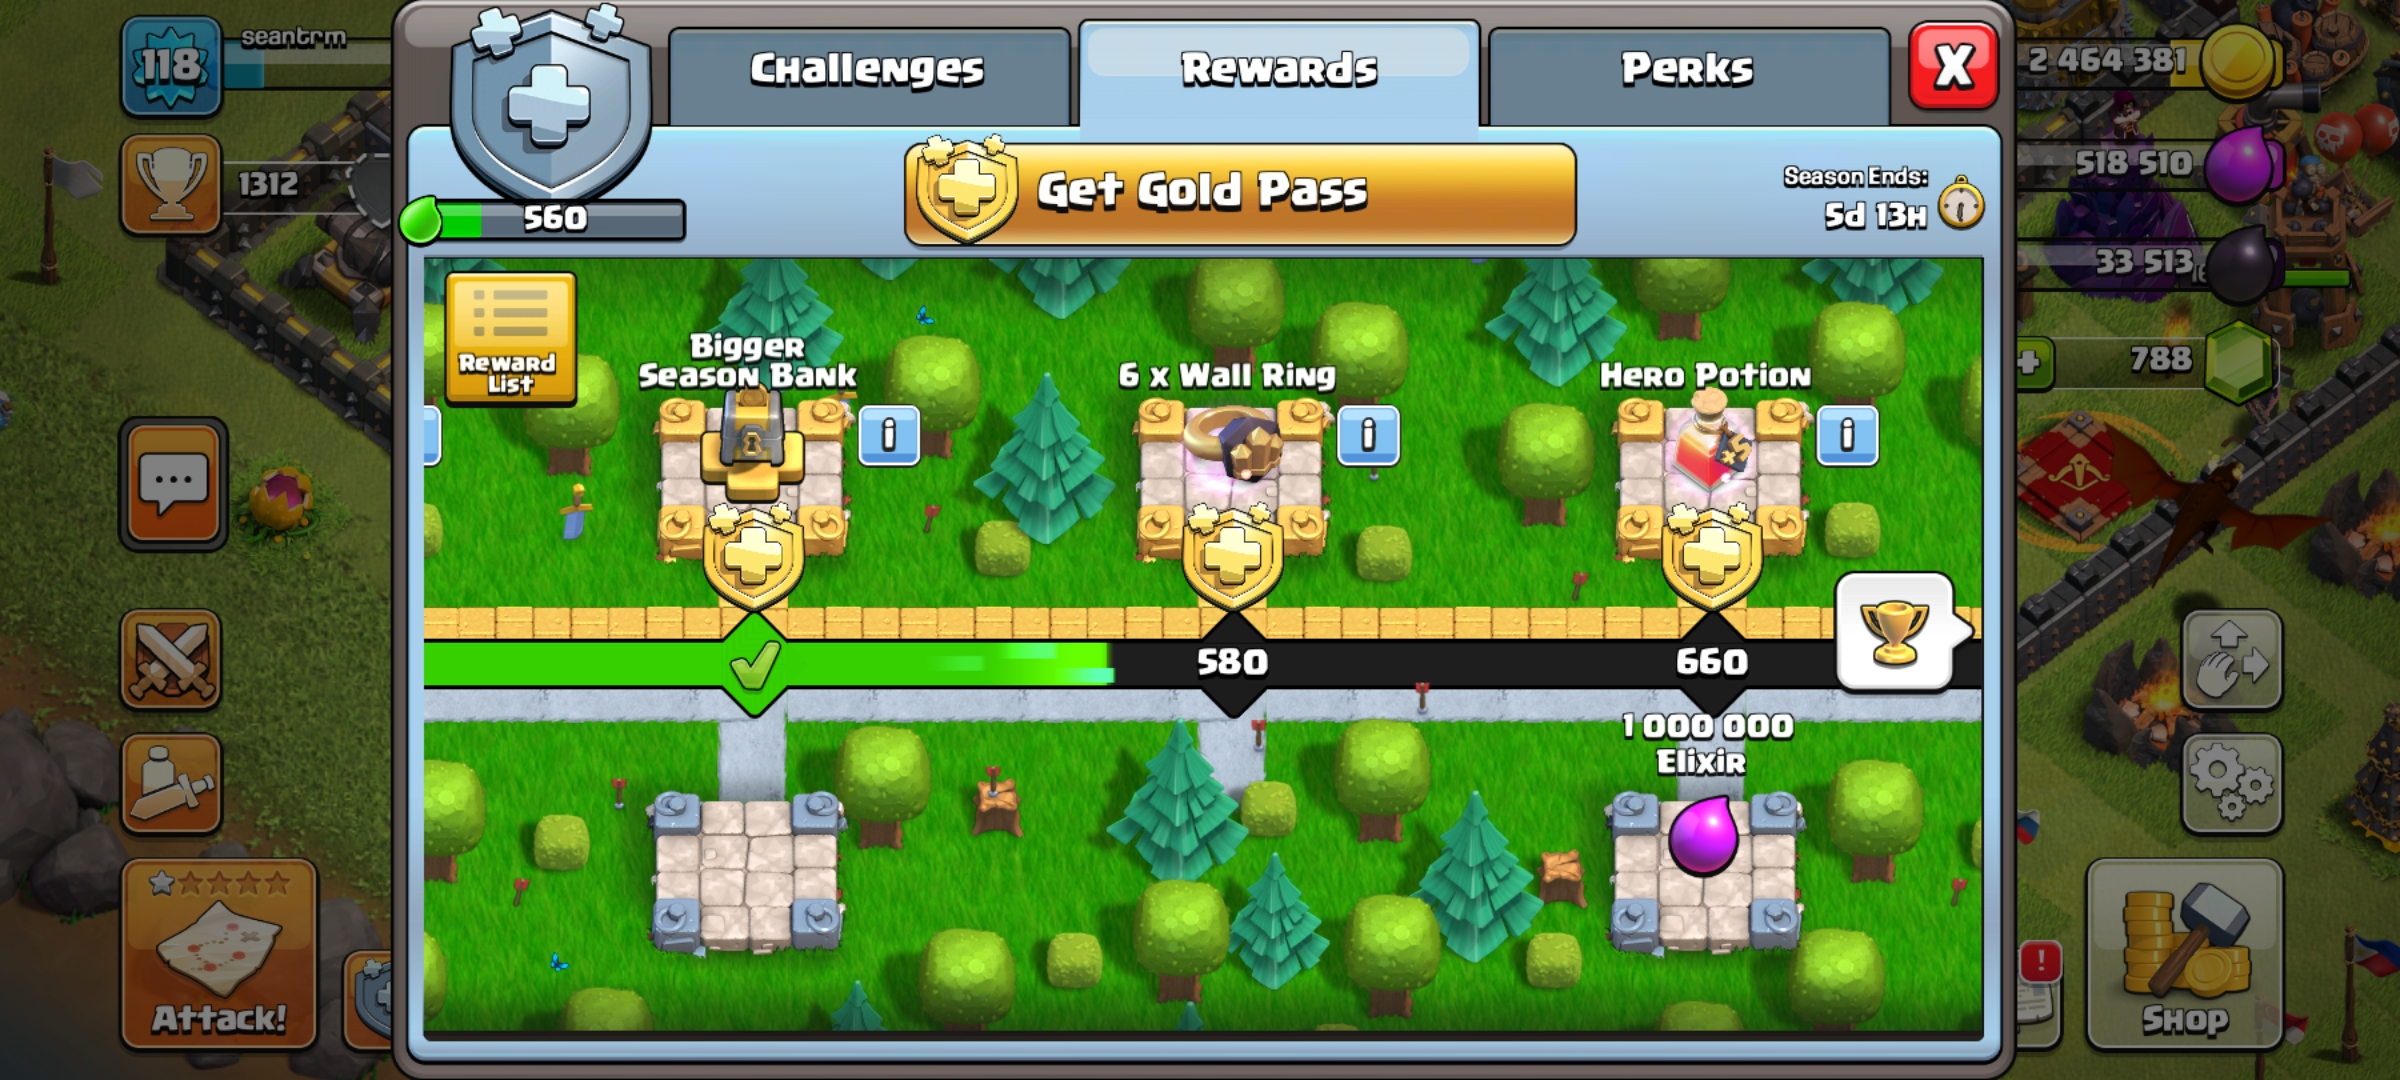 118
seantrm
1312
Challenges
Rewards
Perks
X
2 464 381
518 510
33 513
788
560
Get Gold Pass
Season Ends:
5d 13H
Reward
List
Bigger
Season Bank
6 x Wall Ring
Hero Potion
i
i
i
580
660
1 000 000
Elixir
Attack!
!
Shop